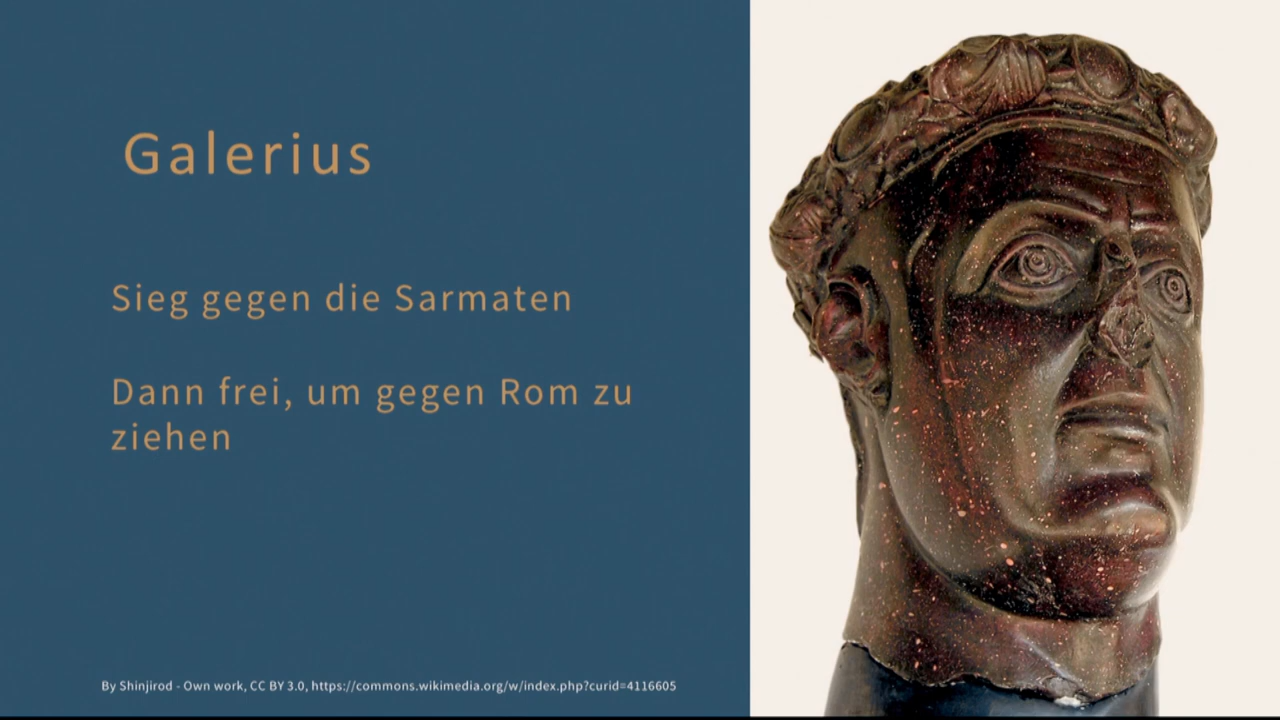 Galerius
Sieg gegen die Sarmaten
Dann frei, um gegen Rom zu
ziehen
By Shinjirod - Own work, CC BY 3.0, https://commons.wikimedia.org/w/index.php?curid=4116605